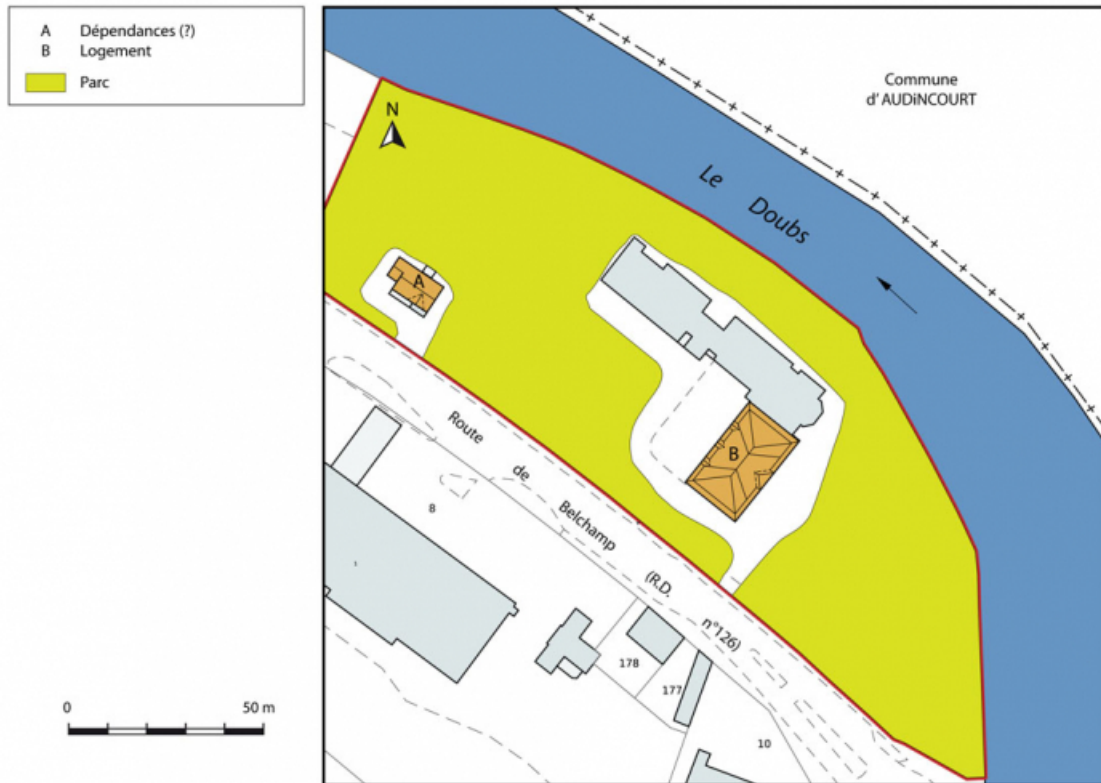 A Dépendances (?)
B Logement
Parc
N
Commune
d'AUDiNCOURT
Le Doubs
A
B
Route de Belchamp (R.D. n°126)
8
178
177
10
0 50 m